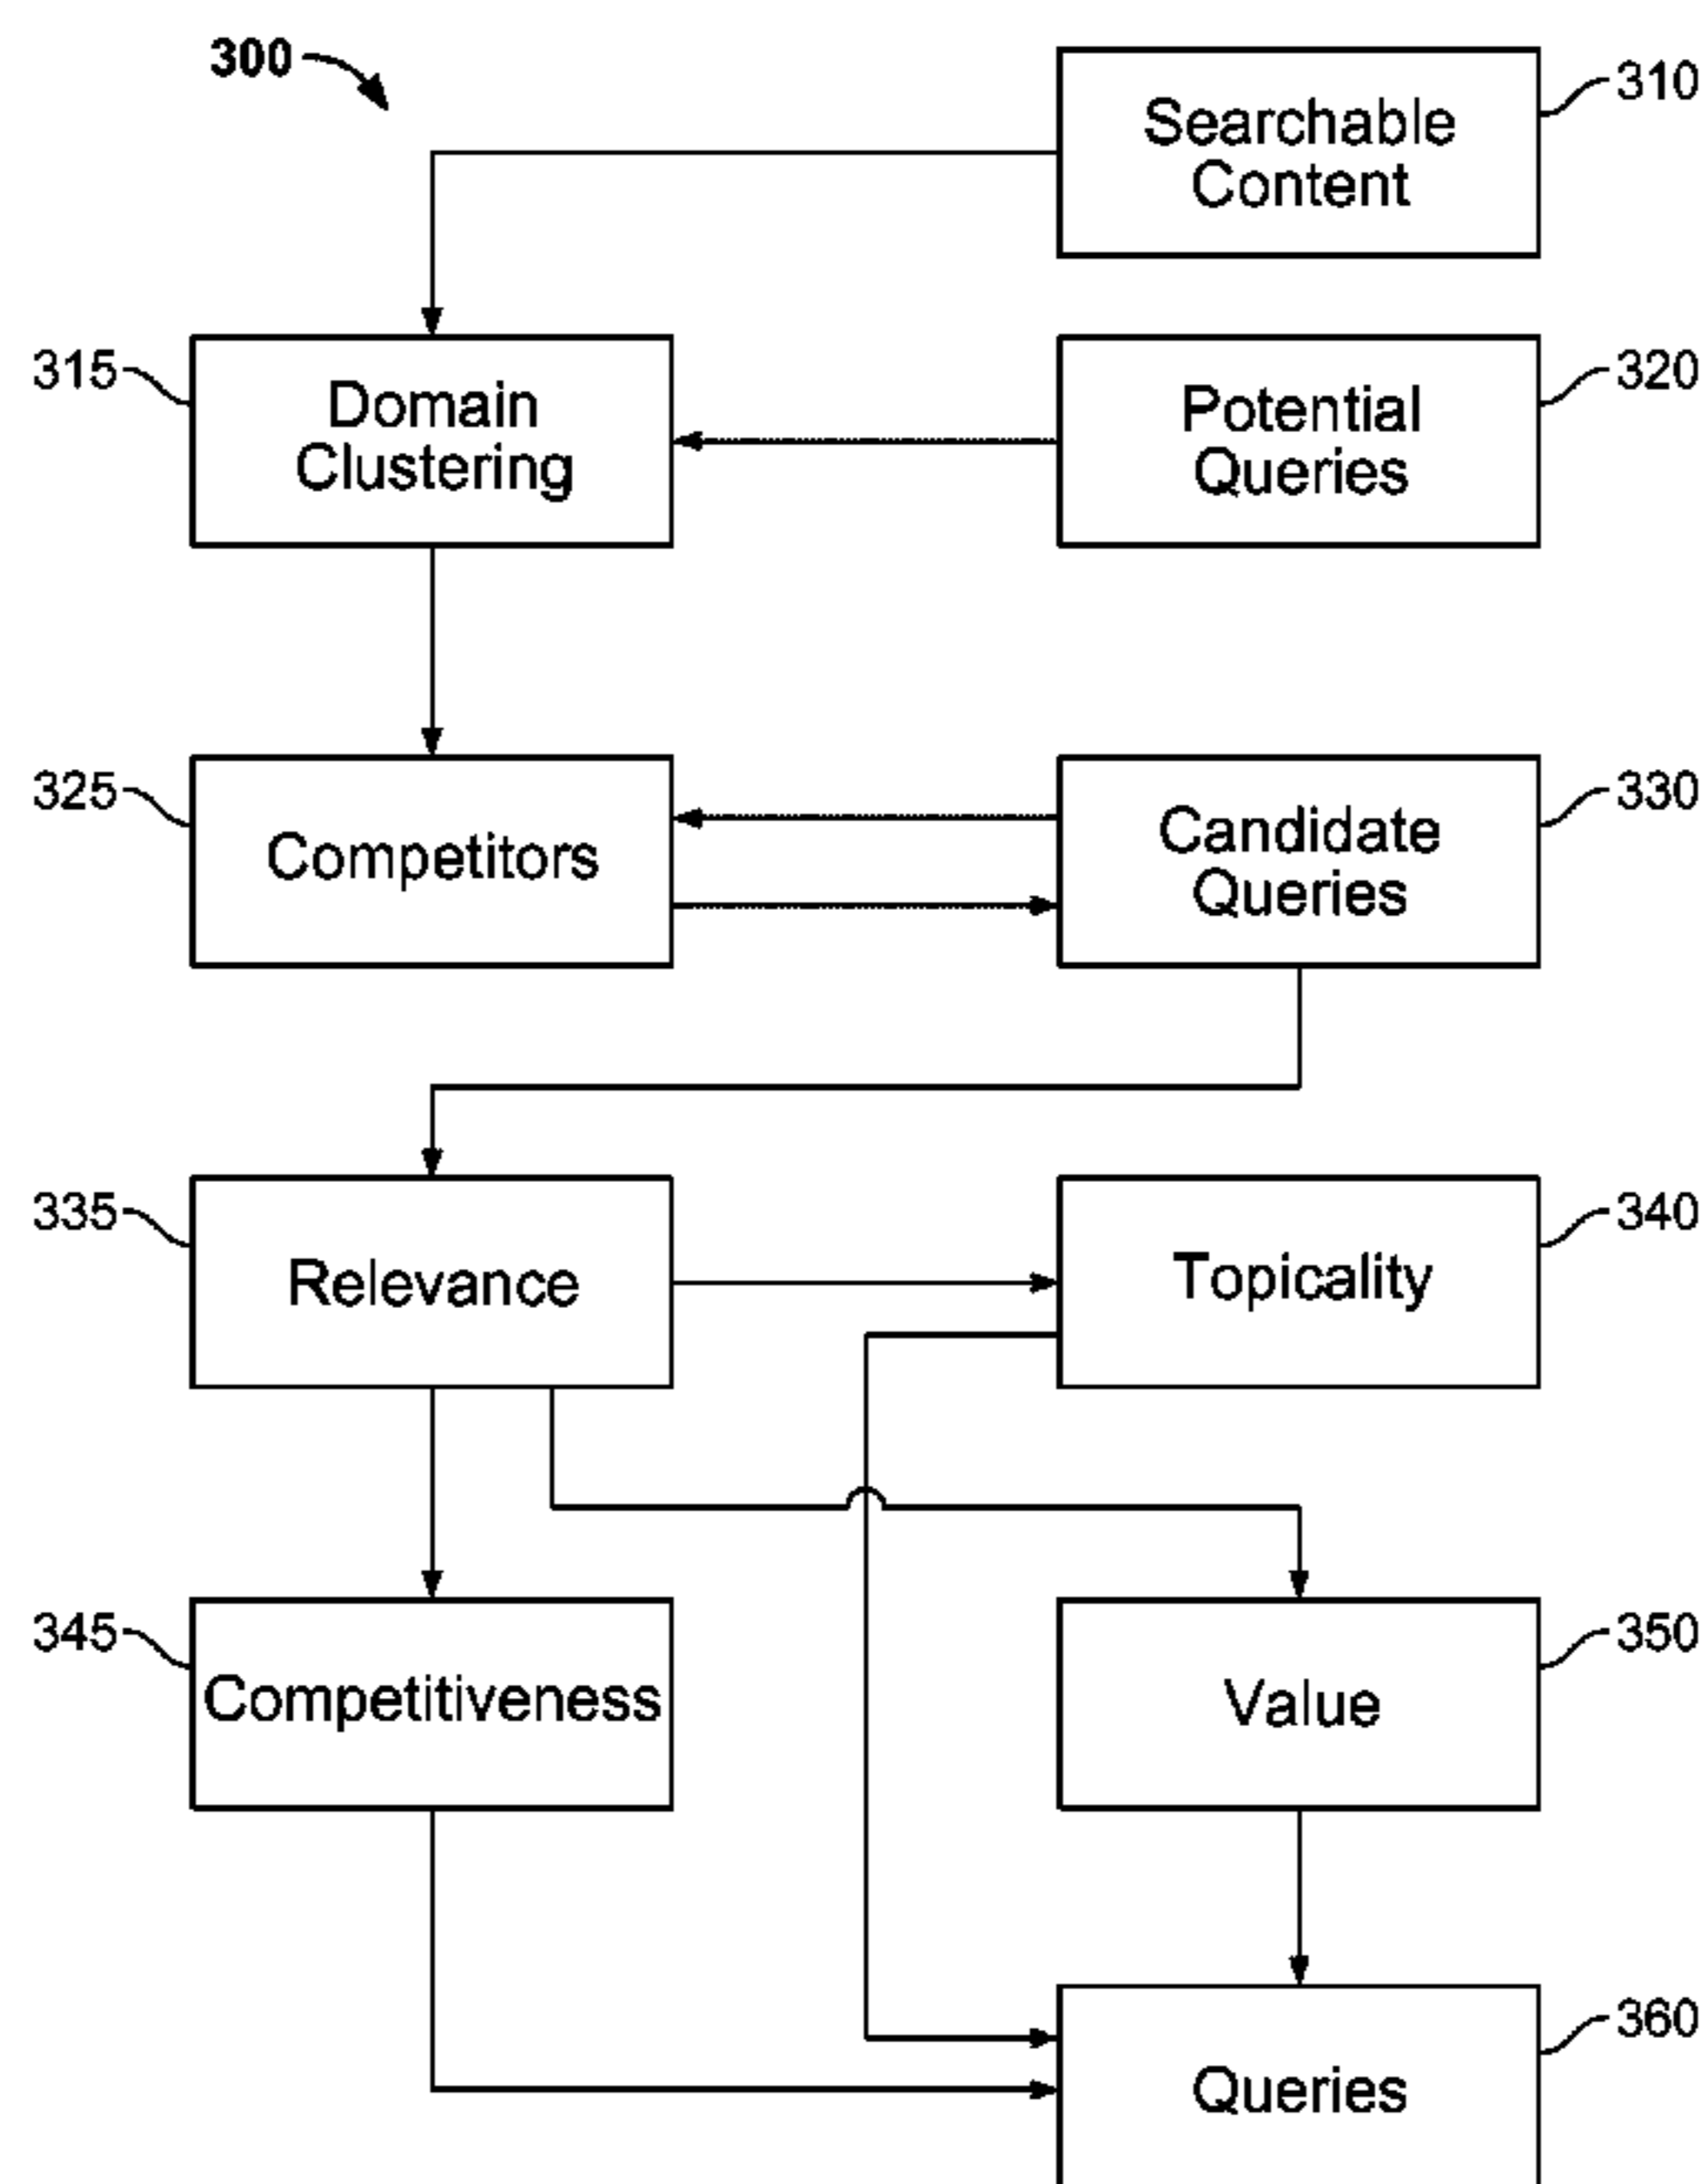 300
310
Searchable
Content
315
Domain
Clustering
320
Potential
Queries
325
Competitors
330
Candidate
Queries
335
Relevance
340
Topicality
345
Competitiveness
350
Value
360
Queries